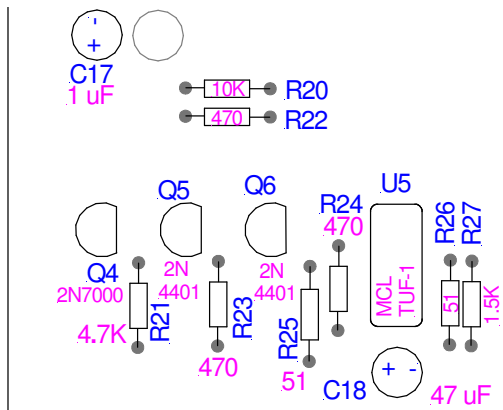 -
+
C17
1 uF
10K
R20
470
R22
Q5
Q6
U5
R24
470
R26
R27
Q4
2N7000
2N
4401
2N
4401
MCL
TUF-1
51
1.5K
4.7K
R21
R23
470
R25
51
+ -
C18
47 uF